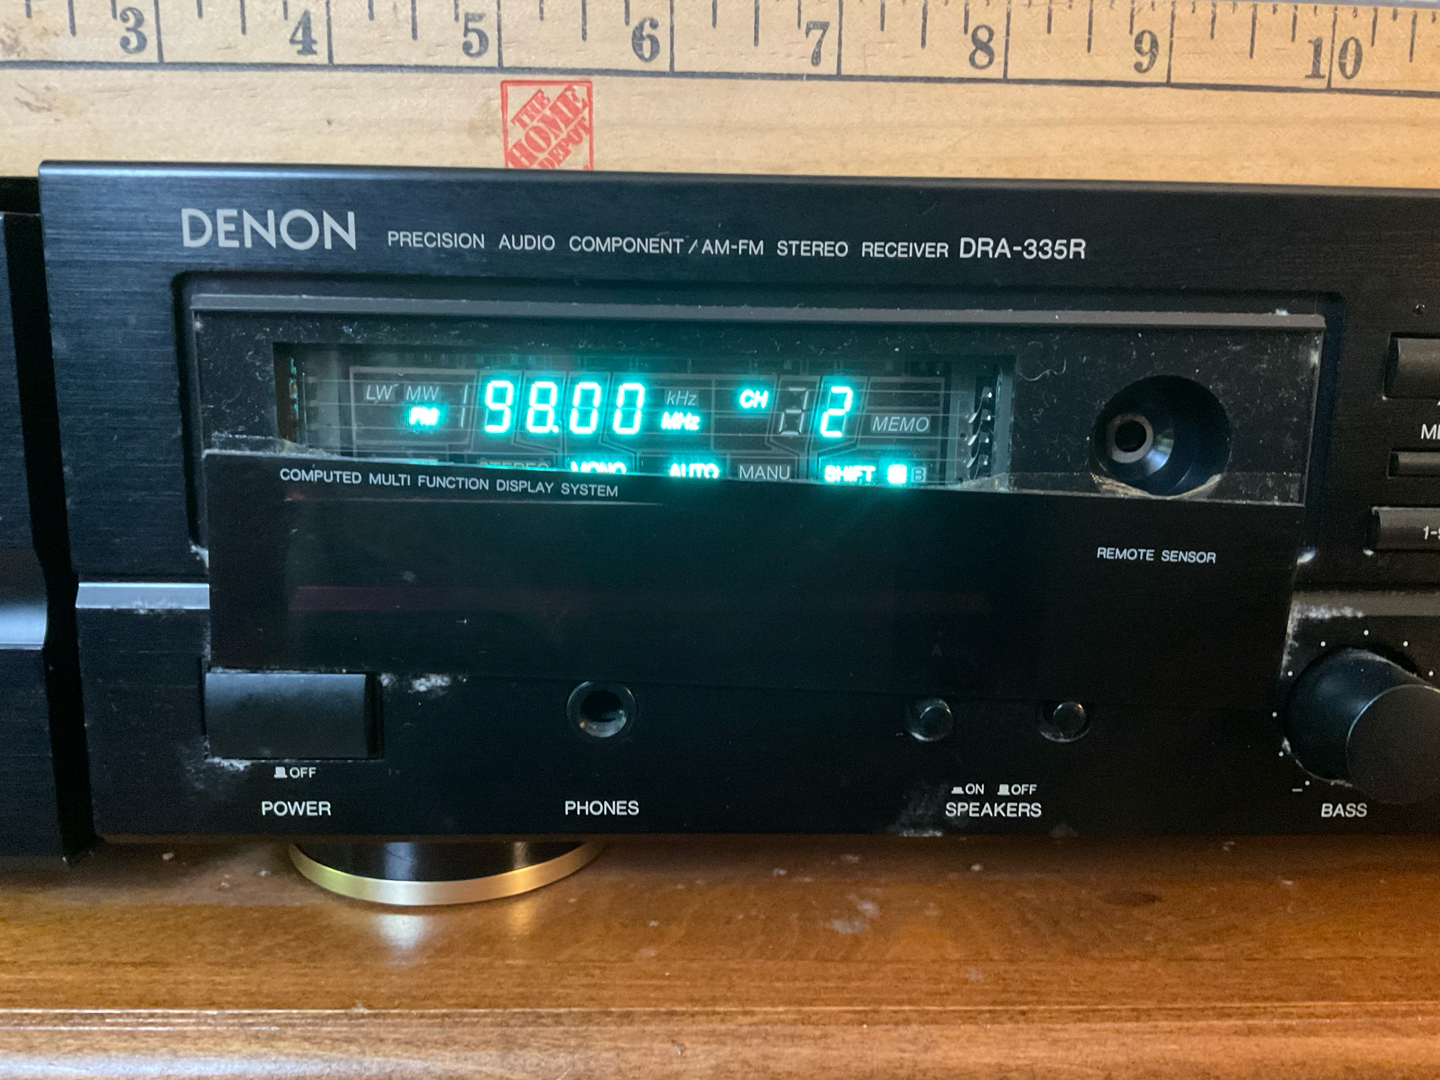 3 4 5 6 7 8 9 10
THE
HOME
DEPOT
DENON PRECISION AUDIO COMPONENT / AM-FM STEREO RECEIVER DRA-335R
LW MW 98.00 kHz CH 2
FM MHz MEMO
STEREO MONO AUTO MANU SHIFT A B
COMPUTED MULTI FUNCTION DISPLAY SYSTEM
REMOTE SENSOR
OFF
POWER
PHONES
ON OFF
SPEAKERS
BASS